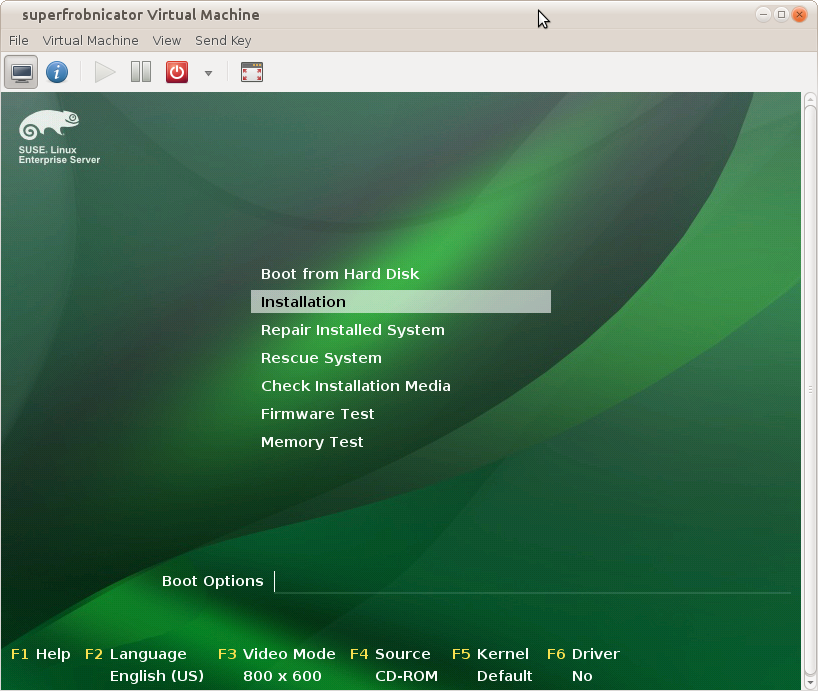 superfrobnicator Virtual Machine
File Virtual Machine View Send Key
SUSE. Linux
Enterprise Server
Boot from Hard Disk
Installation
Repair Installed System
Rescue System
Check Installation Media
Firmware Test
Memory Test
Boot Options
F1 Help F2 Language F3 Video Mode F4 Source F5 Kernel F6 Driver
English (US) 800 x 600 CD-ROM Default No